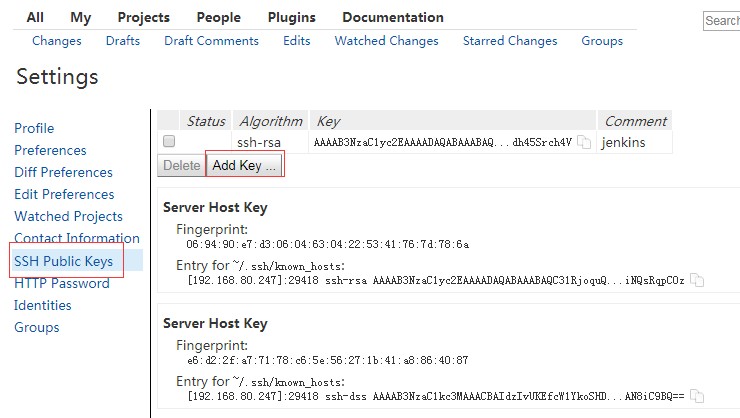 All My Projects People Plugins Documentation
Search
Changes Drafts Draft Comments Edits Watched Changes Starred Changes Groups
Settings
Profile
Preferences
Diff Preferences
Edit Preferences
Watched Projects
Contact Information
SSH Public Keys
HTTP Password
Identities
Groups
Status Algorithm Key Comment
ssh-rsa AAAAB3NzaC1yc2EAAAADAQABAAABAQ...dh45Srch4V jenkins
Delete Add Key ...
Server Host Key
Fingerprint:
06:94:90:e7:d3:06:04:63:04:22:53:41:76:7d:78:6a
Entry for ~/.ssh/known_hosts:
[192.168.80.247]:29418 ssh-rsa AAAAB3NzaC1yc2EAAAADAQABAAABAQC31RjoquQ...iNQsRqpCOz
Server Host Key
Fingerprint:
e6:d2:2f:a7:71:78:c6:5e:56:27:1b:41:a8:86:40:87
Entry for ~/.ssh/known_hosts:
[192.168.80.247]:29418 ssh-dss AAAAB3NzaC1kc3MAAACBAIdzIvUKEfcW1YkoSHD...AN8iC9BQ==